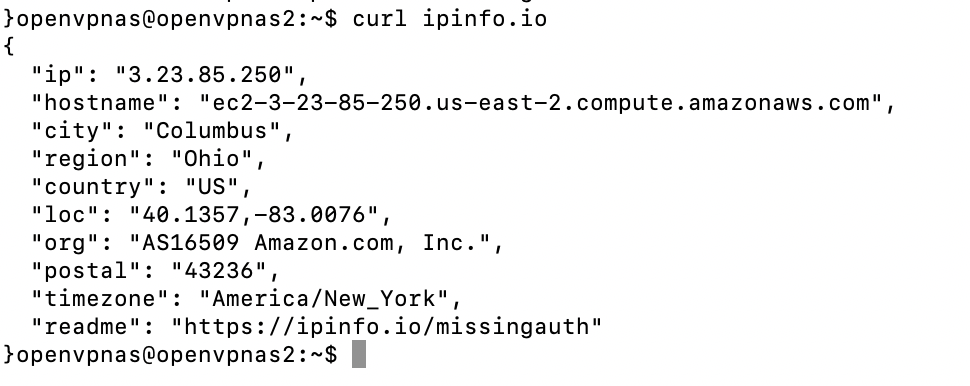 }openvpnas@openvpnas2:~$ curl ipinfo.io
{
  "ip": "3.23.85.250",
  "hostname": "ec2-3-23-85-250.us-east-2.compute.amazonaws.com",
  "city": "Columbus",
  "region": "Ohio",
  "country": "US",
  "loc": "40.1357,-83.0076",
  "org": "AS16509 Amazon.com, Inc.",
  "postal": "43236",
  "timezone": "America/New_York",
  "readme": "https://ipinfo.io/missingauth"
}openvpnas@openvpnas2:~$